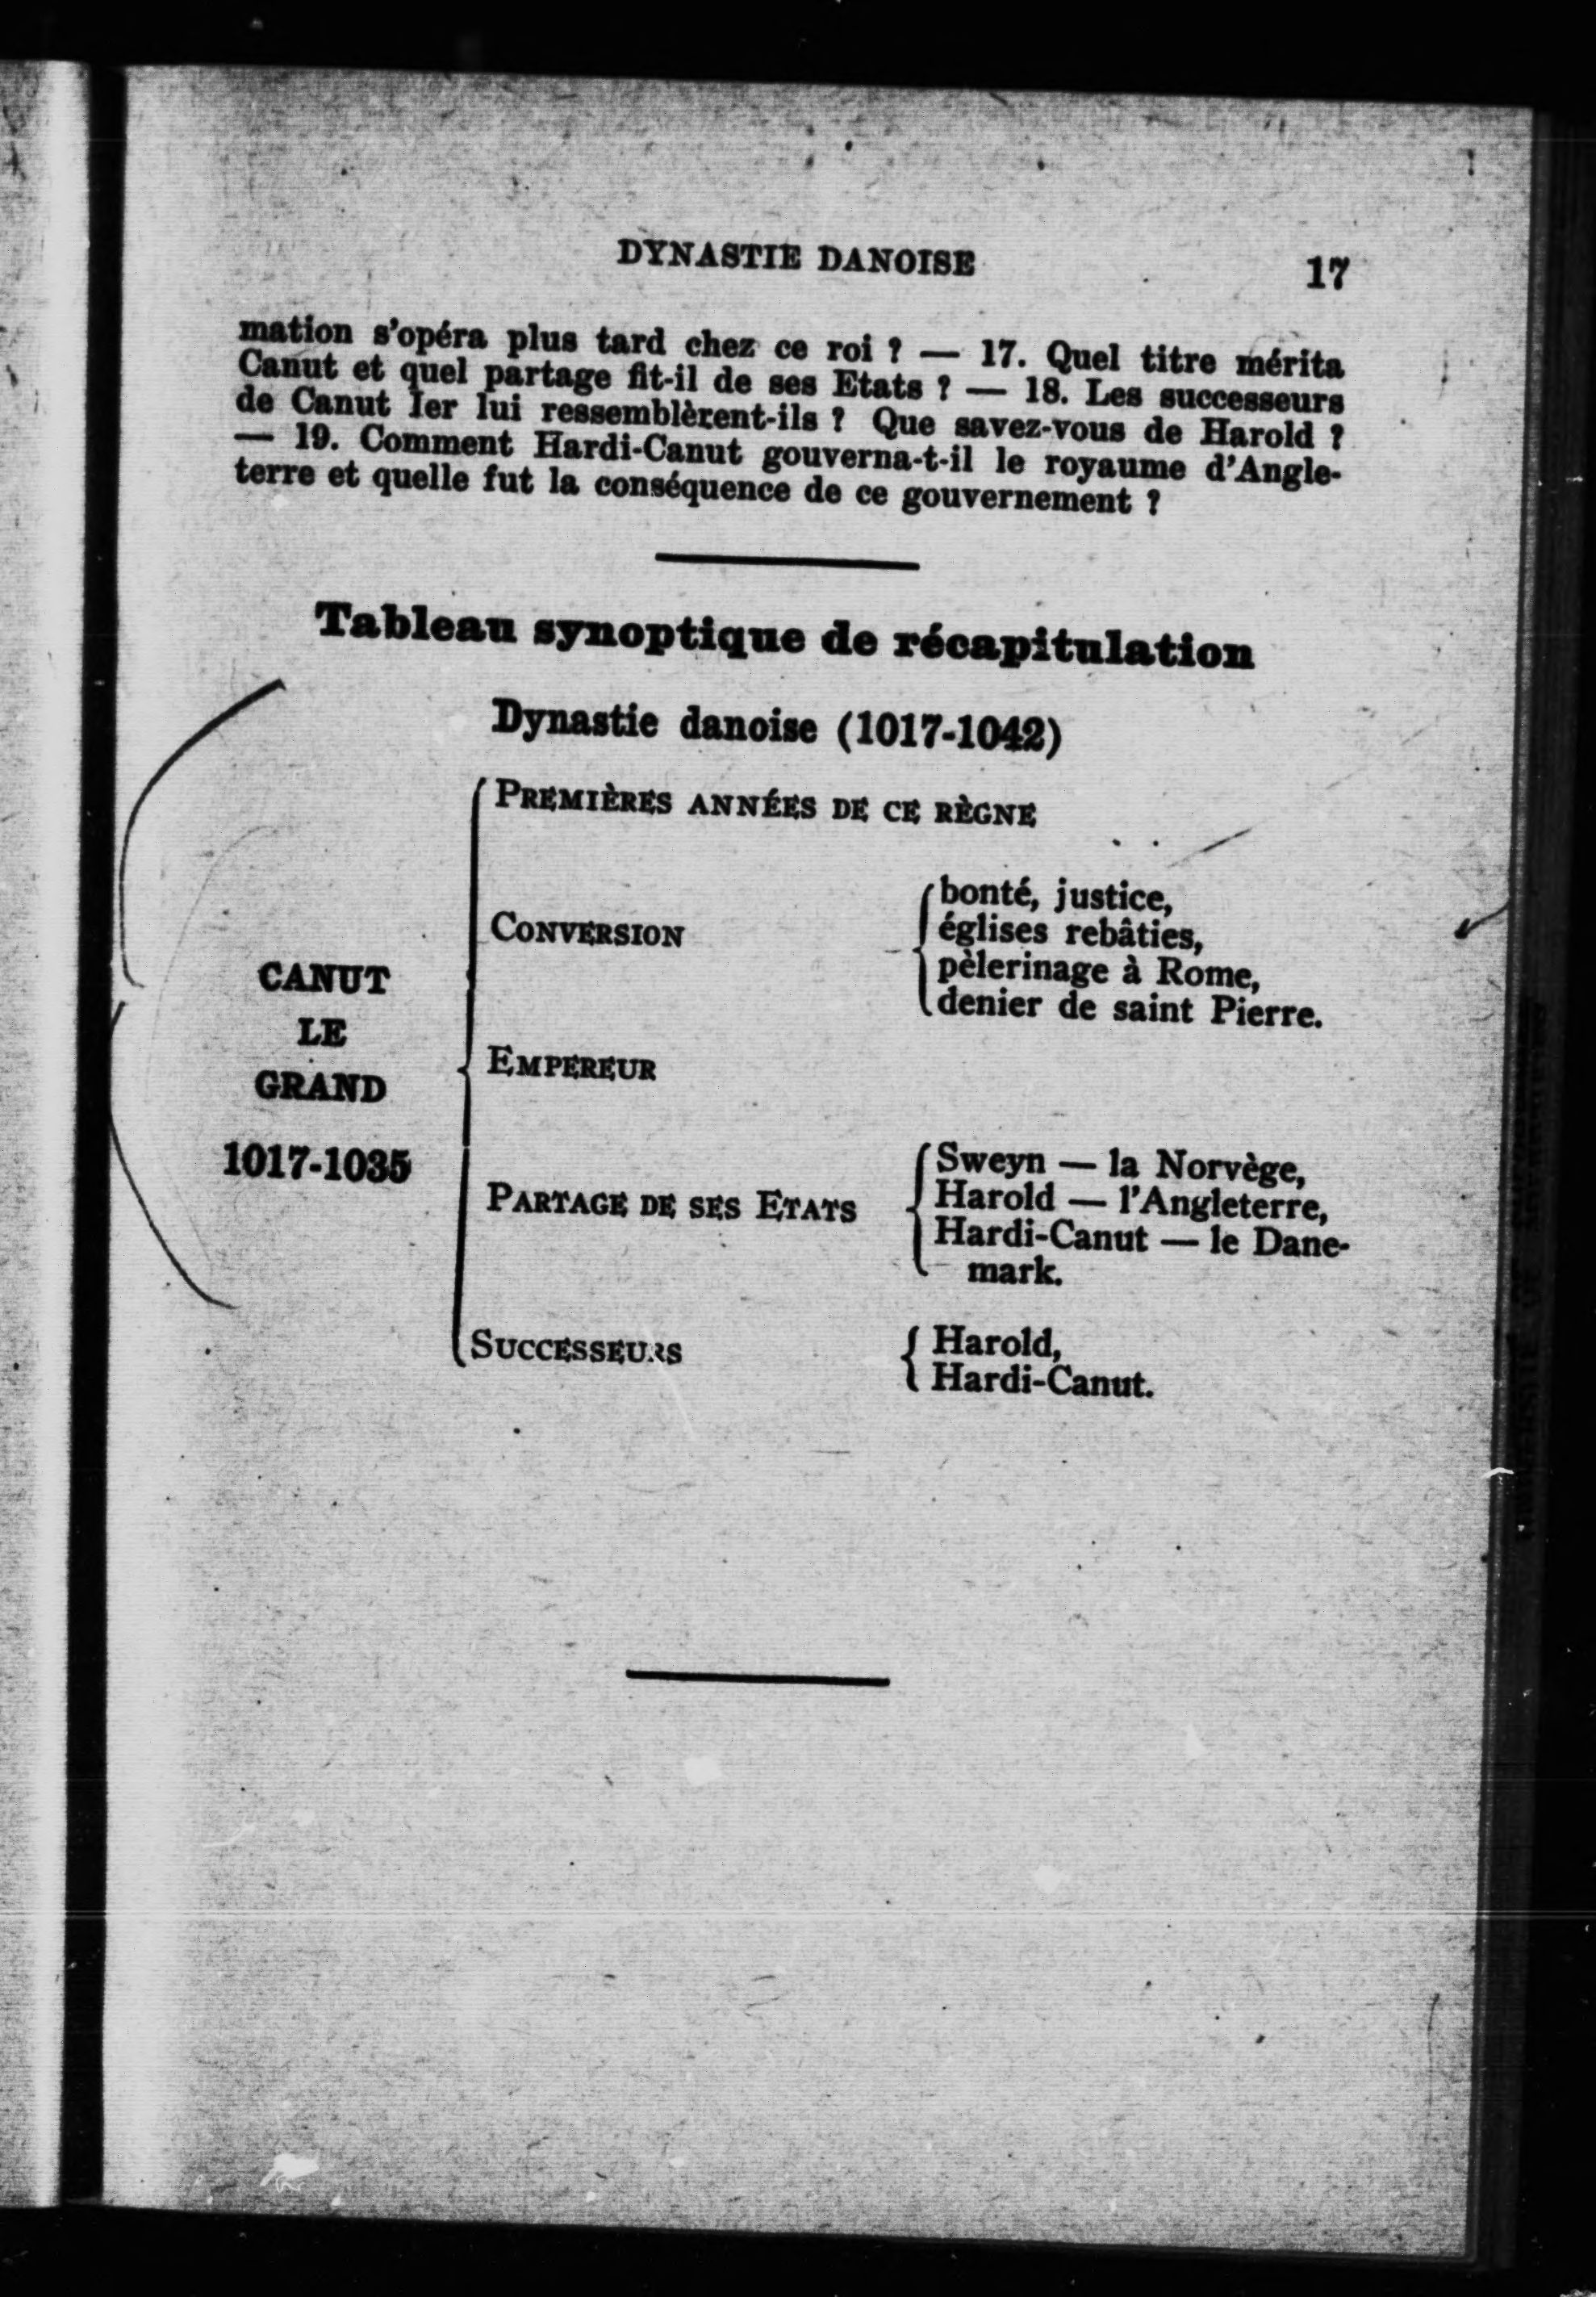 DYNASTIE DANOISE 17
mation s'opéra plus tard chez ce roi ? — 17. Quel titre mérita
Canut et quel partage fit-il de ses Etats ? — 18. Les successeurs
de Canut Ier lui ressemblèrent-ils ? Que savez-vous de Harold ?
— 19. Comment Hardi-Canut gouverna-t-il le royaume d'Angle-
terre et quelle fut la conséquence de ce gouvernement ?
Tableau synoptique de récapitulation
Dynastie danoise (1017-1042)
CANUT
LE
GRAND
1017-1035
PREMIÈRES ANNÉES DE CE RÈGNE
CONVERSION
bonté, justice,
églises rebâties,
pèlerinage à Rome,
denier de saint Pierre.
EMPEREUR
PARTAGE DE SES ETATS
Sweyn — la Norvège,
Harold — l'Angleterre,
Hardi-Canut — le Dane-
mark.
SUCCESSEURS
Harold,
Hardi-Canut.